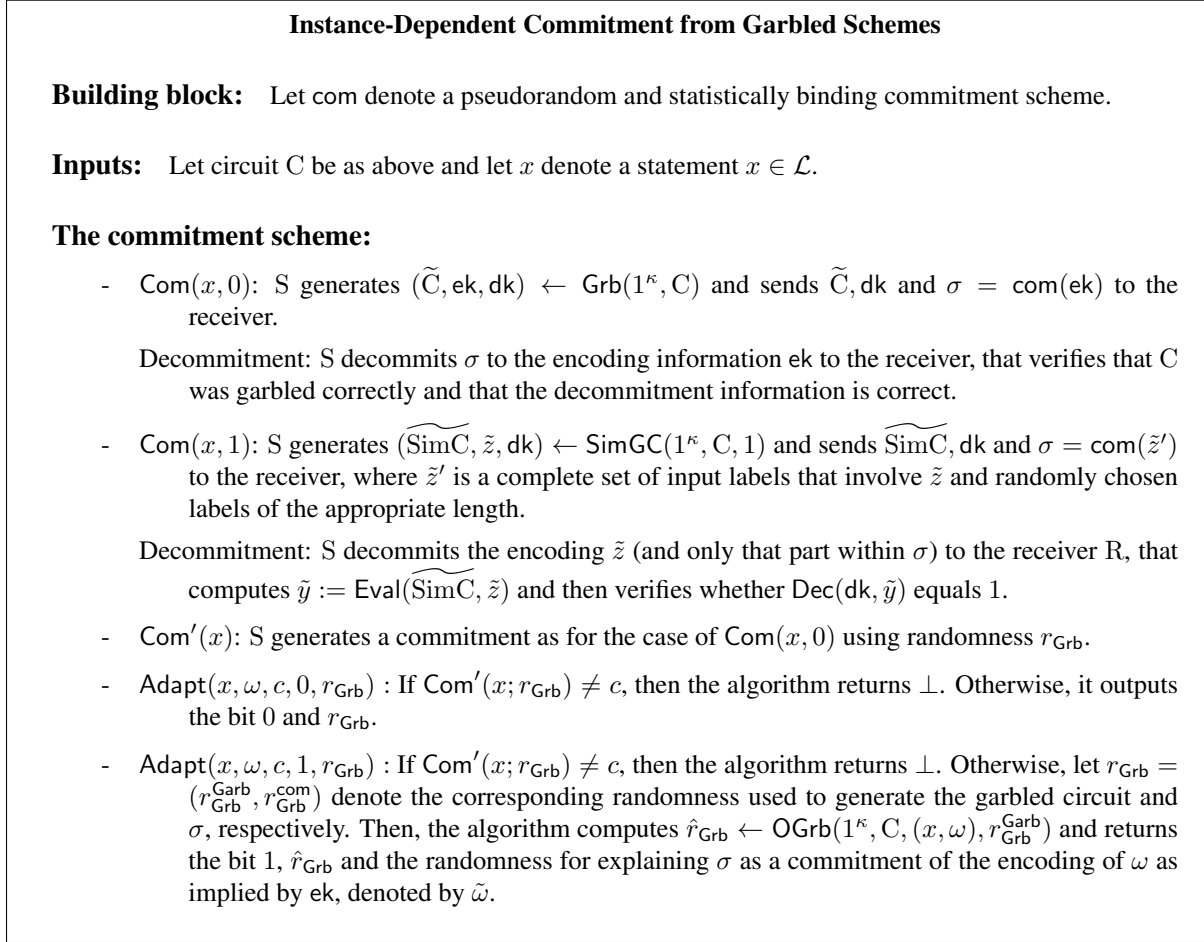 Instance-Dependent Commitment from Garbled Schemes
Building block: Let com denote a pseudorandom and statistically binding commitment scheme.
Inputs: Let circuit C be as above and let x denote a statement x ∈ ℒ.
The commitment scheme:
- Com(x, 0): S generates (C̃, ek, dk) ← Grb(1^κ, C) and sends C̃, dk and σ = com(ek) to the
receiver.
Decommitment: S decommits σ to the encoding information ek to the receiver, that verifies that C
was garbled correctly and that the decommitment information is correct.
- Com(x, 1): S generates (\widetilde{SimC}, z̃, dk) ← SimGC(1^κ, C, 1) and sends \widetilde{SimC}, dk and σ = com(z̃′)
to the receiver, where z̃′ is a complete set of input labels that involve z̃ and randomly chosen
labels of the appropriate length.
Decommitment: S decommits the encoding z̃ (and only that part within σ) to the receiver R, that
computes ỹ := Eval(\widetilde{SimC}, z̃) and then verifies whether Dec(dk, ỹ) equals 1.
- Com′(x): S generates a commitment as for the case of Com(x, 0) using randomness r_Grb.
- Adapt(x, ω, c, 0, r_Grb) : If Com′(x; r_Grb) ≠ c, then the algorithm returns ⊥. Otherwise, it outputs
the bit 0 and r_Grb.
- Adapt(x, ω, c, 1, r_Grb) : If Com′(x; r_Grb) ≠ c, then the algorithm returns ⊥. Otherwise, let r_Grb =
(r_Grb^Garb, r_Grb^com) denote the corresponding randomness used to generate the garbled circuit and
σ, respectively. Then, the algorithm computes r̂_Grb ← OGrb(1^κ, C, (x, ω), r_Grb^Garb) and returns
the bit 1, r̂_Grb and the randomness for explaining σ as a commitment of the encoding of ω as
implied by ek, denoted by ω̃.